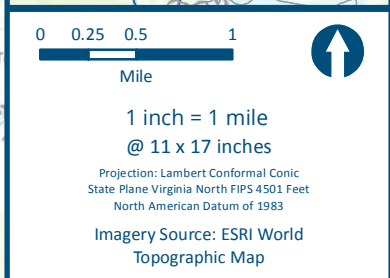 0 0.25 0.5 1
Mile
1 inch = 1 mile
@ 11 x 17 inches
Projection: Lambert Conformal Conic
State Plane Virginia North FIPS 4501 Feet
North American Datum of 1983
Imagery Source: ESRI World
Topographic Map